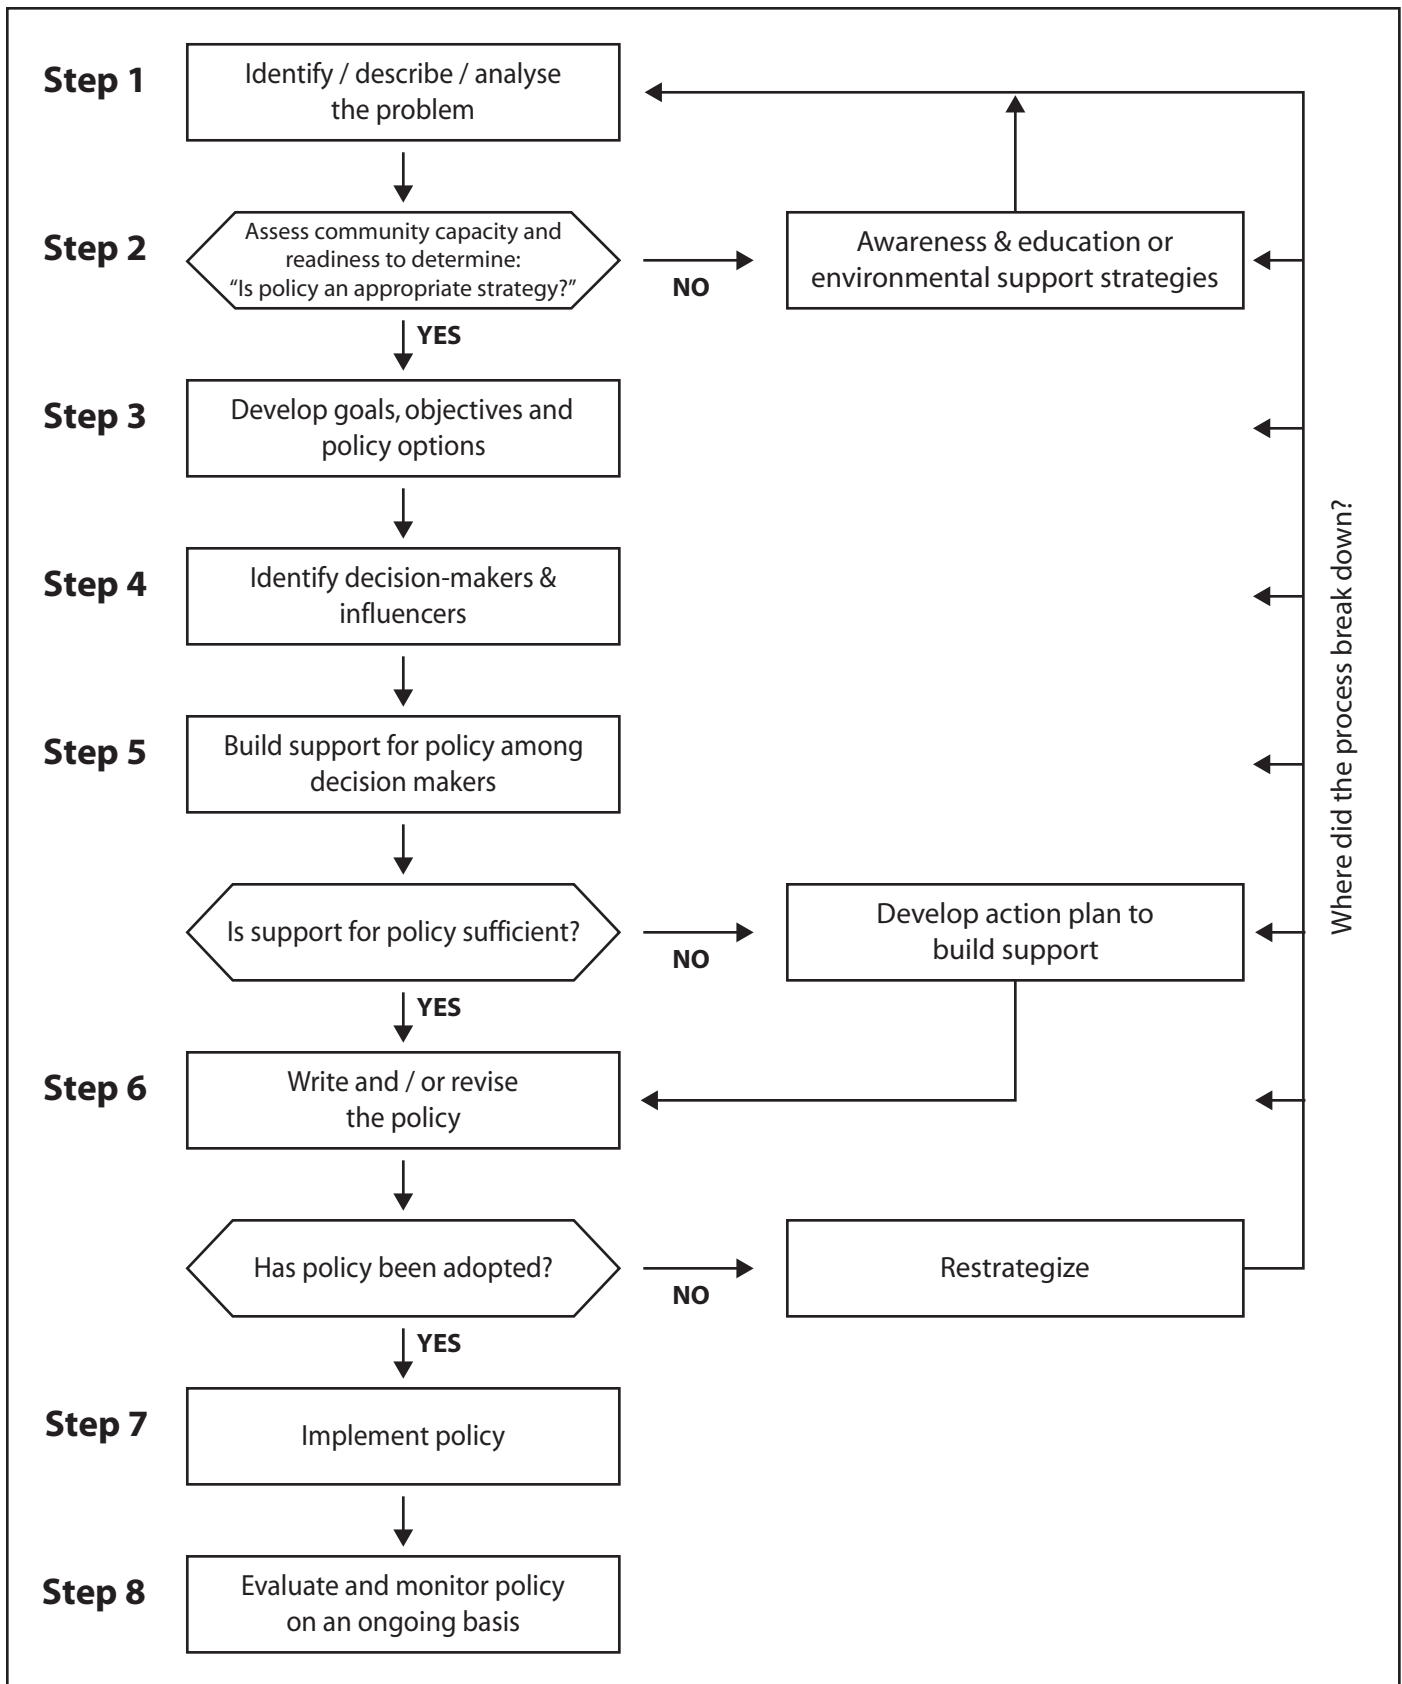 Step 1
Identify / describe / analyse
the problem
Step 2
Assess community capacity and
readiness to determine:
“Is policy an appropriate strategy?”
NO
Awareness & education or
environmental support strategies
YES
Step 3
Develop goals, objectives and
policy options
Step 4
Identify decision-makers &
influencers
Step 5
Build support for policy among
decision makers
Where did the process break down?
Is support for policy sufficient?
NO
Develop action plan to
build support
YES
Step 6
Write and / or revise
the policy
Has policy been adopted?
NO
Restrategize
YES
Step 7
Implement policy
Step 8
Evaluate and monitor policy
on an ongoing basis